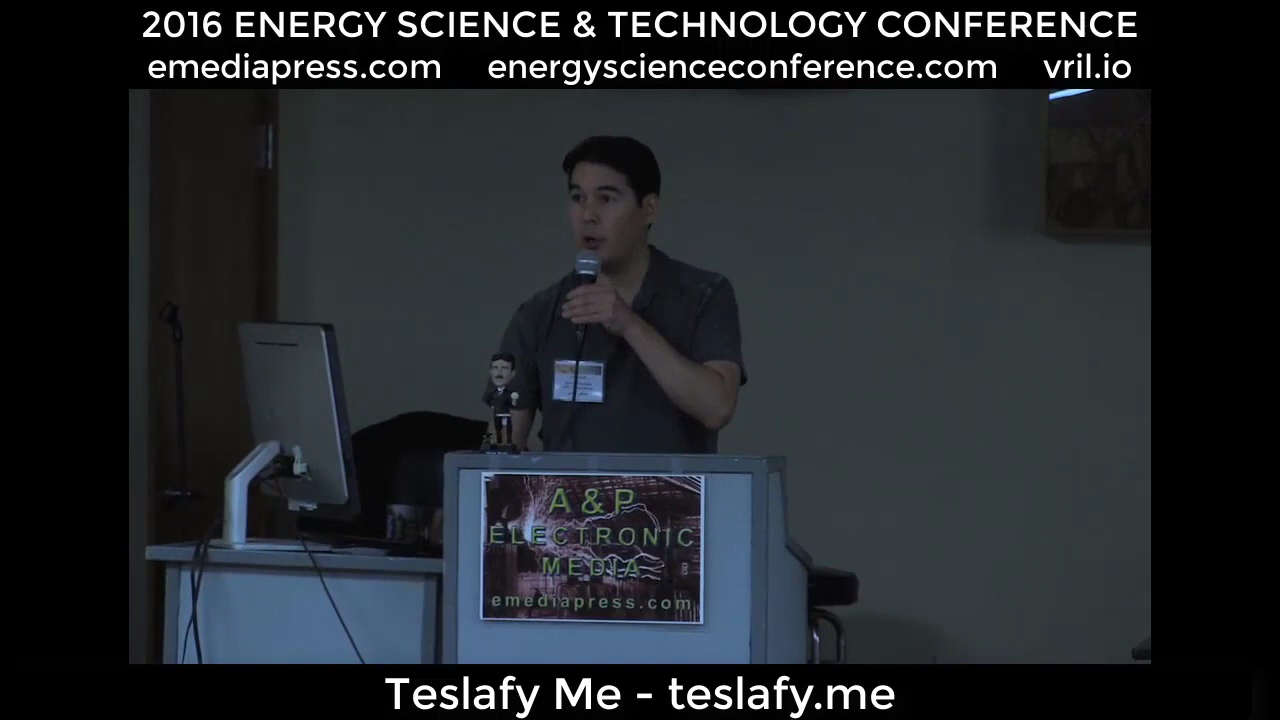 2016 ENERGY SCIENCE & TECHNOLOGY CONFERENCE
emediapress.com energyscienceconference.com vril.io
A & P
ELECTRONIC
MEDIA
emediapress.com
Teslafy Me - teslafy.me